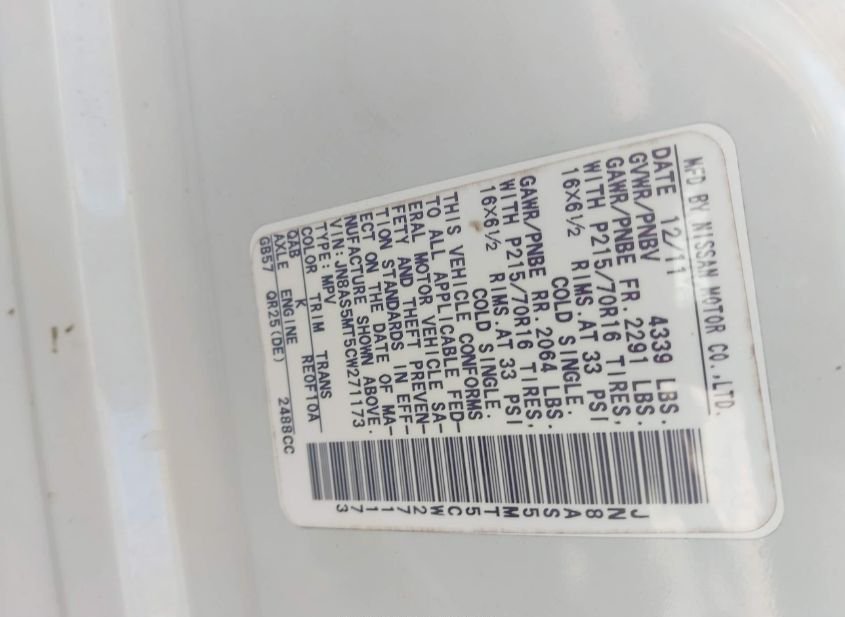 MFD BY NISSAN MOTOR CO.,LTD.
DATE 12/11
GVWR/PNBV 4339 LBS.
GAWR/PNBE FR. 2291 LBS.
WITH P215/70R16 TIRES,
16X6½ RIMS.AT 33 PSI
COLD SINGLE.
GAWR/PNBE RR. 2064 LBS.
WITH P215/70R16 TIRES,
16X6½ RIMS.AT 33 PSI
COLD SINGLE.
THIS VEHICLE CONFORMS
TO ALL APPLICABLE FED-
ERAL MOTOR VEHICLE SA-
FETY AND THEFT PREVEN-
TION STANDARDS IN EFF-
ECT ON THE DATE OF MA-
NUFACTURE SHOWN ABOVE.
VIN:JN8AS5MT5CW271173
TYPE:MPV
COLOR TRIM TRANS
QAB K RE0F10A
AXLE ENGINE
GB57 QR25(DE) 2488CC
JN8AS5MT5CW271173